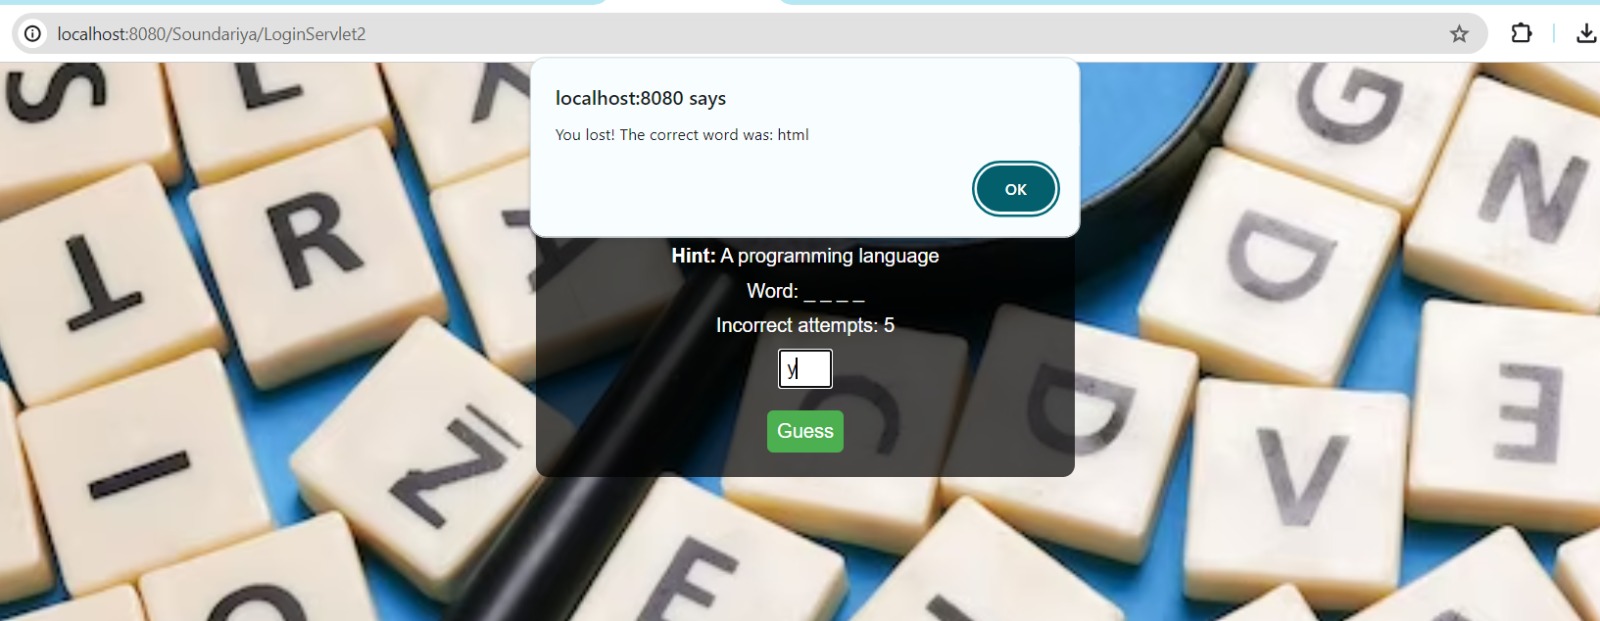 localhost:8080/Soundariya/LoginServlet2
localhost:8080 says
You lost! The correct word was: html
OK
Hint: A programming language
Word: _ _ _ _
Incorrect attempts: 5
y
Guess
S
L
G
N
T
R
D
I
N
C
D
V
E
E